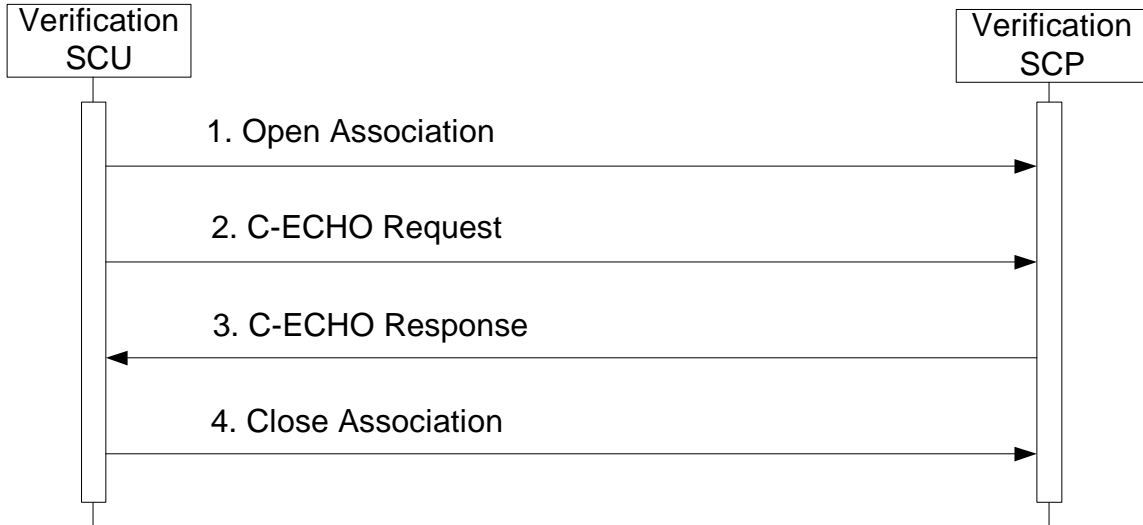 Verification
SCU
Verification
SCP
1. Open Association
2. C-ECHO Request
3. C-ECHO Response
4. Close Association